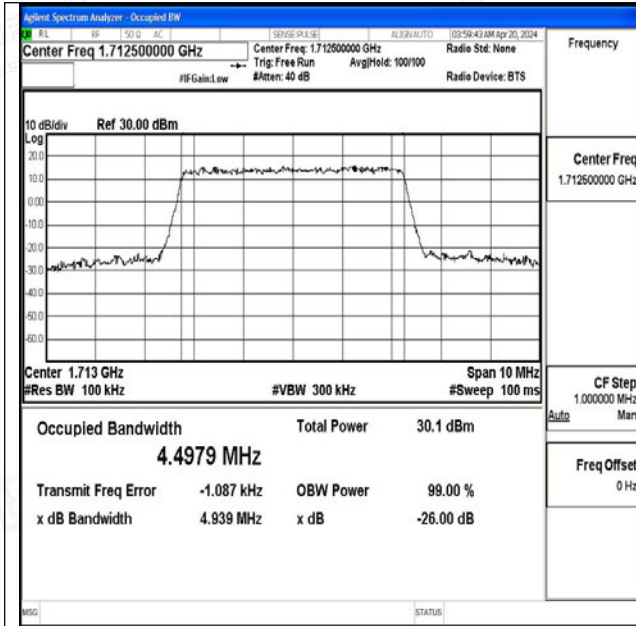 Agilent Spectrum Analyzer - Occupied BW
RL RF 50 Ω AC SENSE:PULSE ALIGNAUTO 03:59:43 AM Apr 20, 2024
Center Freq 1.712500000 GHz
Center Freq: 1.712500000 GHz
Radio Std: None
Trig: Free Run Avg|Hold: 100/100
#IFGain:Low #Atten: 40 dB
Radio Device: BTS
Frequency
10 dB/div Ref 30.00 dBm
Log
20.0
10.0
0.00
-10.0
-20.0
-30.0
-40.0
-50.0
-60.0
Center 1.713 GHz Span 10 MHz
#Res BW 100 kHz #VBW 300 kHz #Sweep 100 ms
Occupied Bandwidth Total Power 30.1 dBm
4.4979 MHz
Transmit Freq Error -1.087 kHz OBW Power 99.00 %
x dB Bandwidth 4.939 MHz x dB -26.00 dB
Center Freq
1.712500000 GHz
CF Step
1.000000 MHz
Auto Man
Freq Offset
0 Hz
MSG STATUS